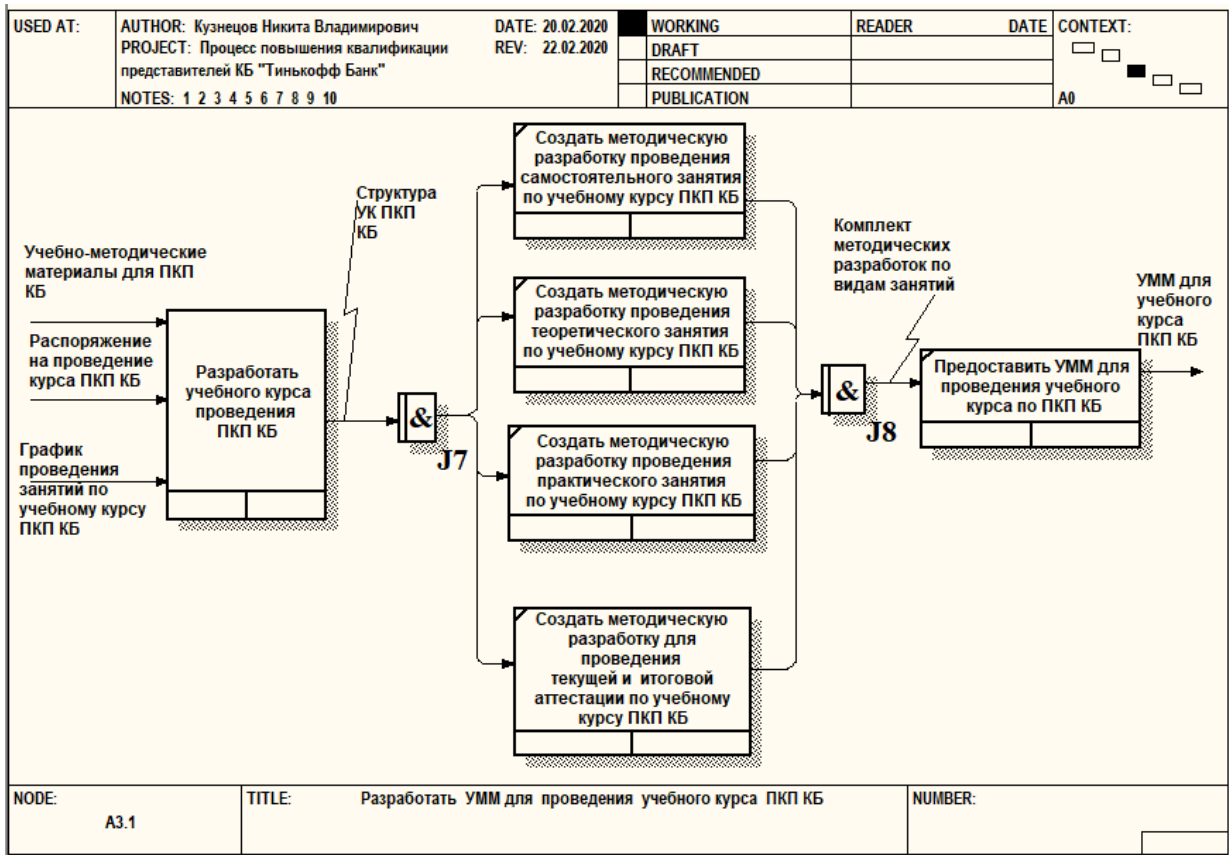 USED AT:
AUTHOR: Кузнецов Никита Владимирович
DATE: 20.02.2020
PROJECT: Процесс повышения квалификации
REV: 22.02.2020
представителей КБ "Тинькофф Банк"
NOTES: 1 2 3 4 5 6 7 8 9 10
WORKING
DRAFT
RECOMMENDED
PUBLICATION
READER
DATE
CONTEXT:
A0
Учебно-методические
материалы для ПКП
КБ
Распоряжение
на проведение
курса ПКП КБ
График
проведения
занятий по
учебному курсу
ПКП КБ
Разработать
учебного курса
проведения
ПКП КБ
Структура
УК ПКП
КБ
&
J7
Создать методическую
разработку проведения
самостоятельного занятия
по учебному курсу ПКП КБ
Создать методическую
разработку проведения
теоретического занятия
по учебному курсу ПКП КБ
Создать методическую
разработку проведения
практического занятия
по учебному курсу ПКП КБ
Создать методическую
разработку для
проведения
текущей и итоговой
аттестации по учебному
курсу ПКП КБ
&
J8
Комплект
методических
разработок по
видам занятий
Предоставить УММ для
проведения учебного
курса по ПКП КБ
УММ для
учебного
курса
ПКП КБ
NODE:
A3.1
TITLE:
Разработать УММ для проведения учебного курса ПКП КБ
NUMBER: